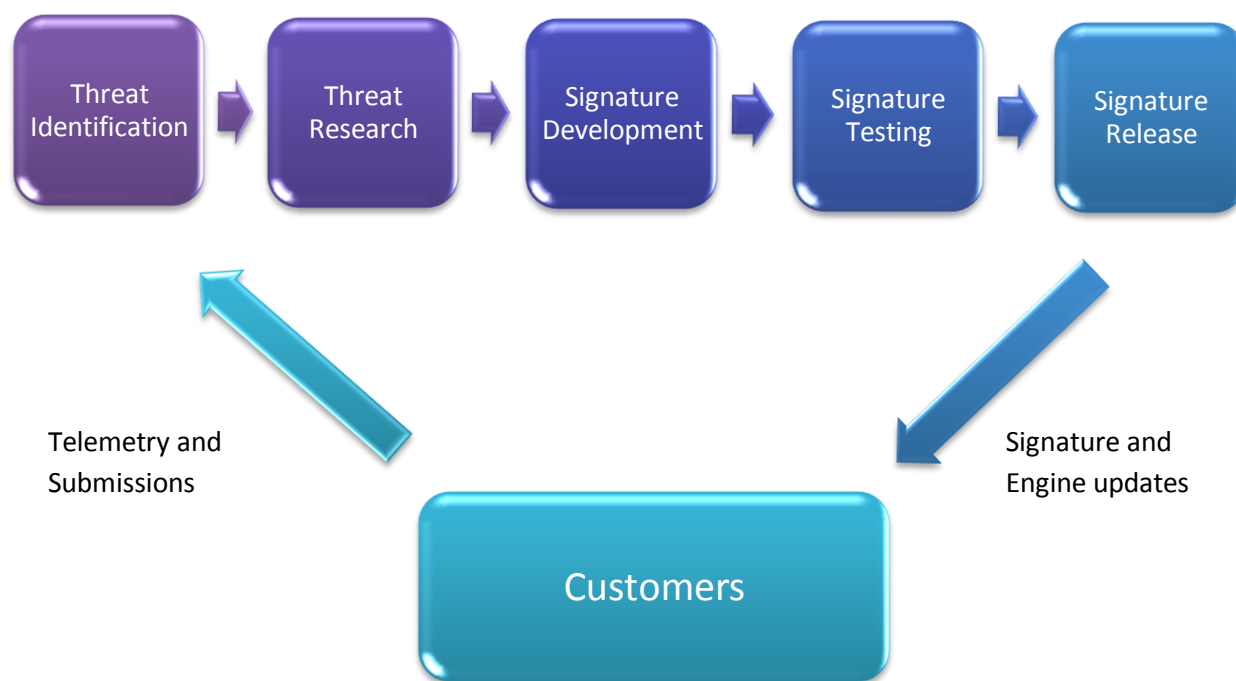 Threat
Identification
Threat
Research
Signature
Development
Signature
Testing
Signature
Release
Telemetry and
Submissions
Signature and
Engine updates
Customers